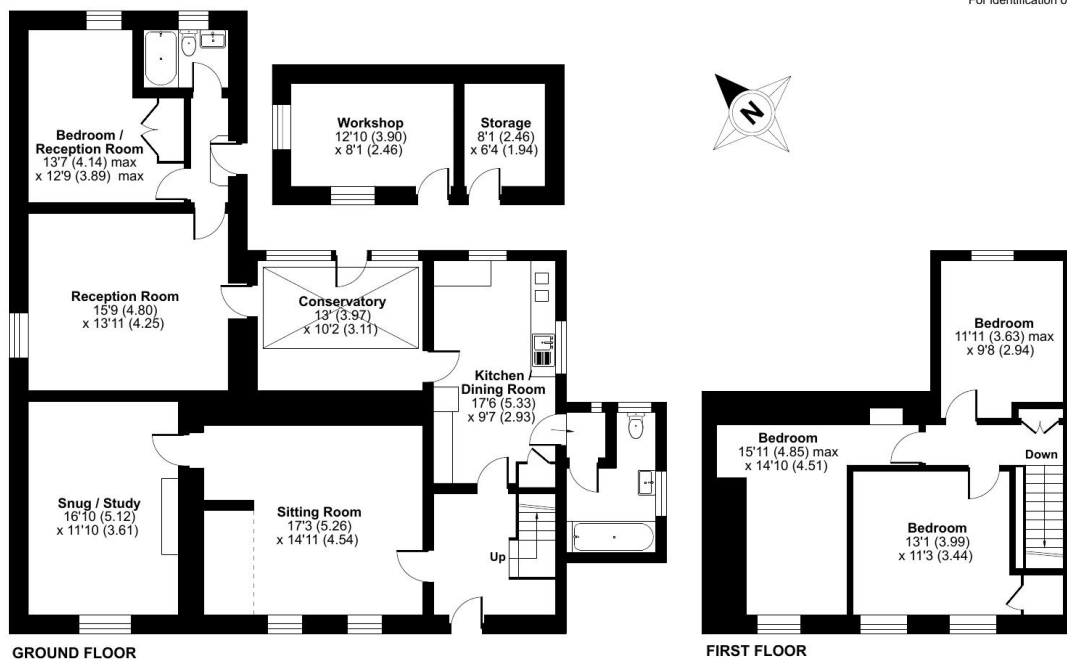 For identification o
Bedroom /
Reception Room
13'7 (4.14) max
x 12'9 (3.89) max
Workshop
12'10 (3.90)
x 8'1 (2.46)
Storage
8'1 (2.46)
x 6'4 (1.94)
N
Reception Room
15'9 (4.80)
x 13'11 (4.25)
Conservatory
13' (3.97)
x 10'2 (3.11)
Kitchen /
Dining Room
17'6 (5.33)
x 9'7 (2.93)
Snug / Study
16'10 (5.12)
x 11'10 (3.61)
Sitting Room
17'3 (5.26)
x 14'11 (4.54)
Up
GROUND FLOOR
Bedroom
11'11 (3.63) max
x 9'8 (2.94)
Bedroom
15'11 (4.85) max
x 14'10 (4.51)
Down
Bedroom
13'1 (3.99)
x 11'3 (3.44)
FIRST FLOOR